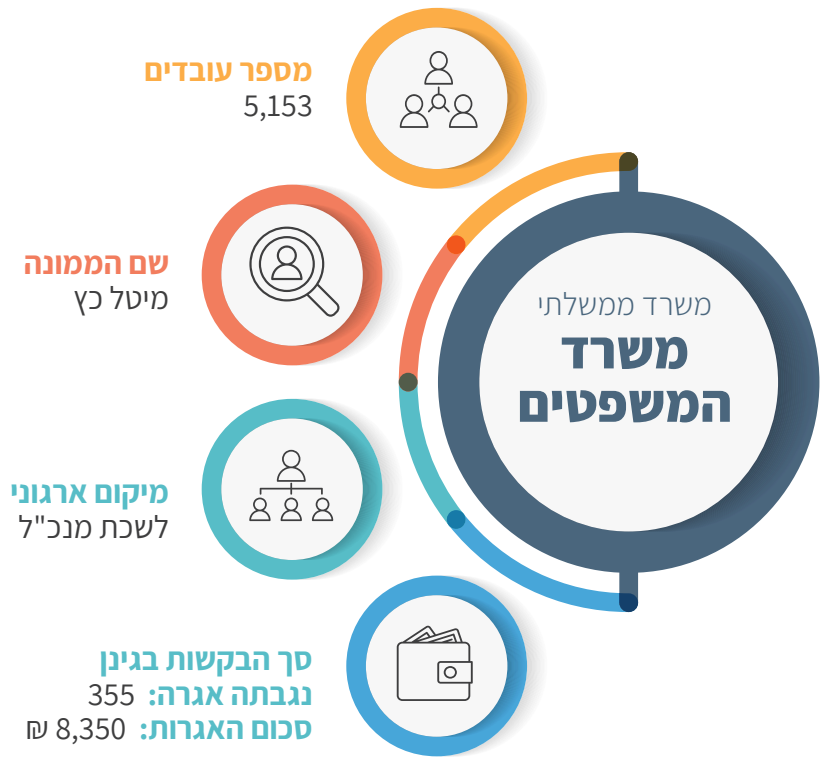 משרד ממשלתי
משרד
המשפטים
מספר עובדים
5,153
שם הממונה
מיטל כץ
מיקום ארגוני
לשכת מנכ"ל
סך הבקשות בגינן
נגבתה אגרה: 355
סכום האגרות: 8,350 ₪